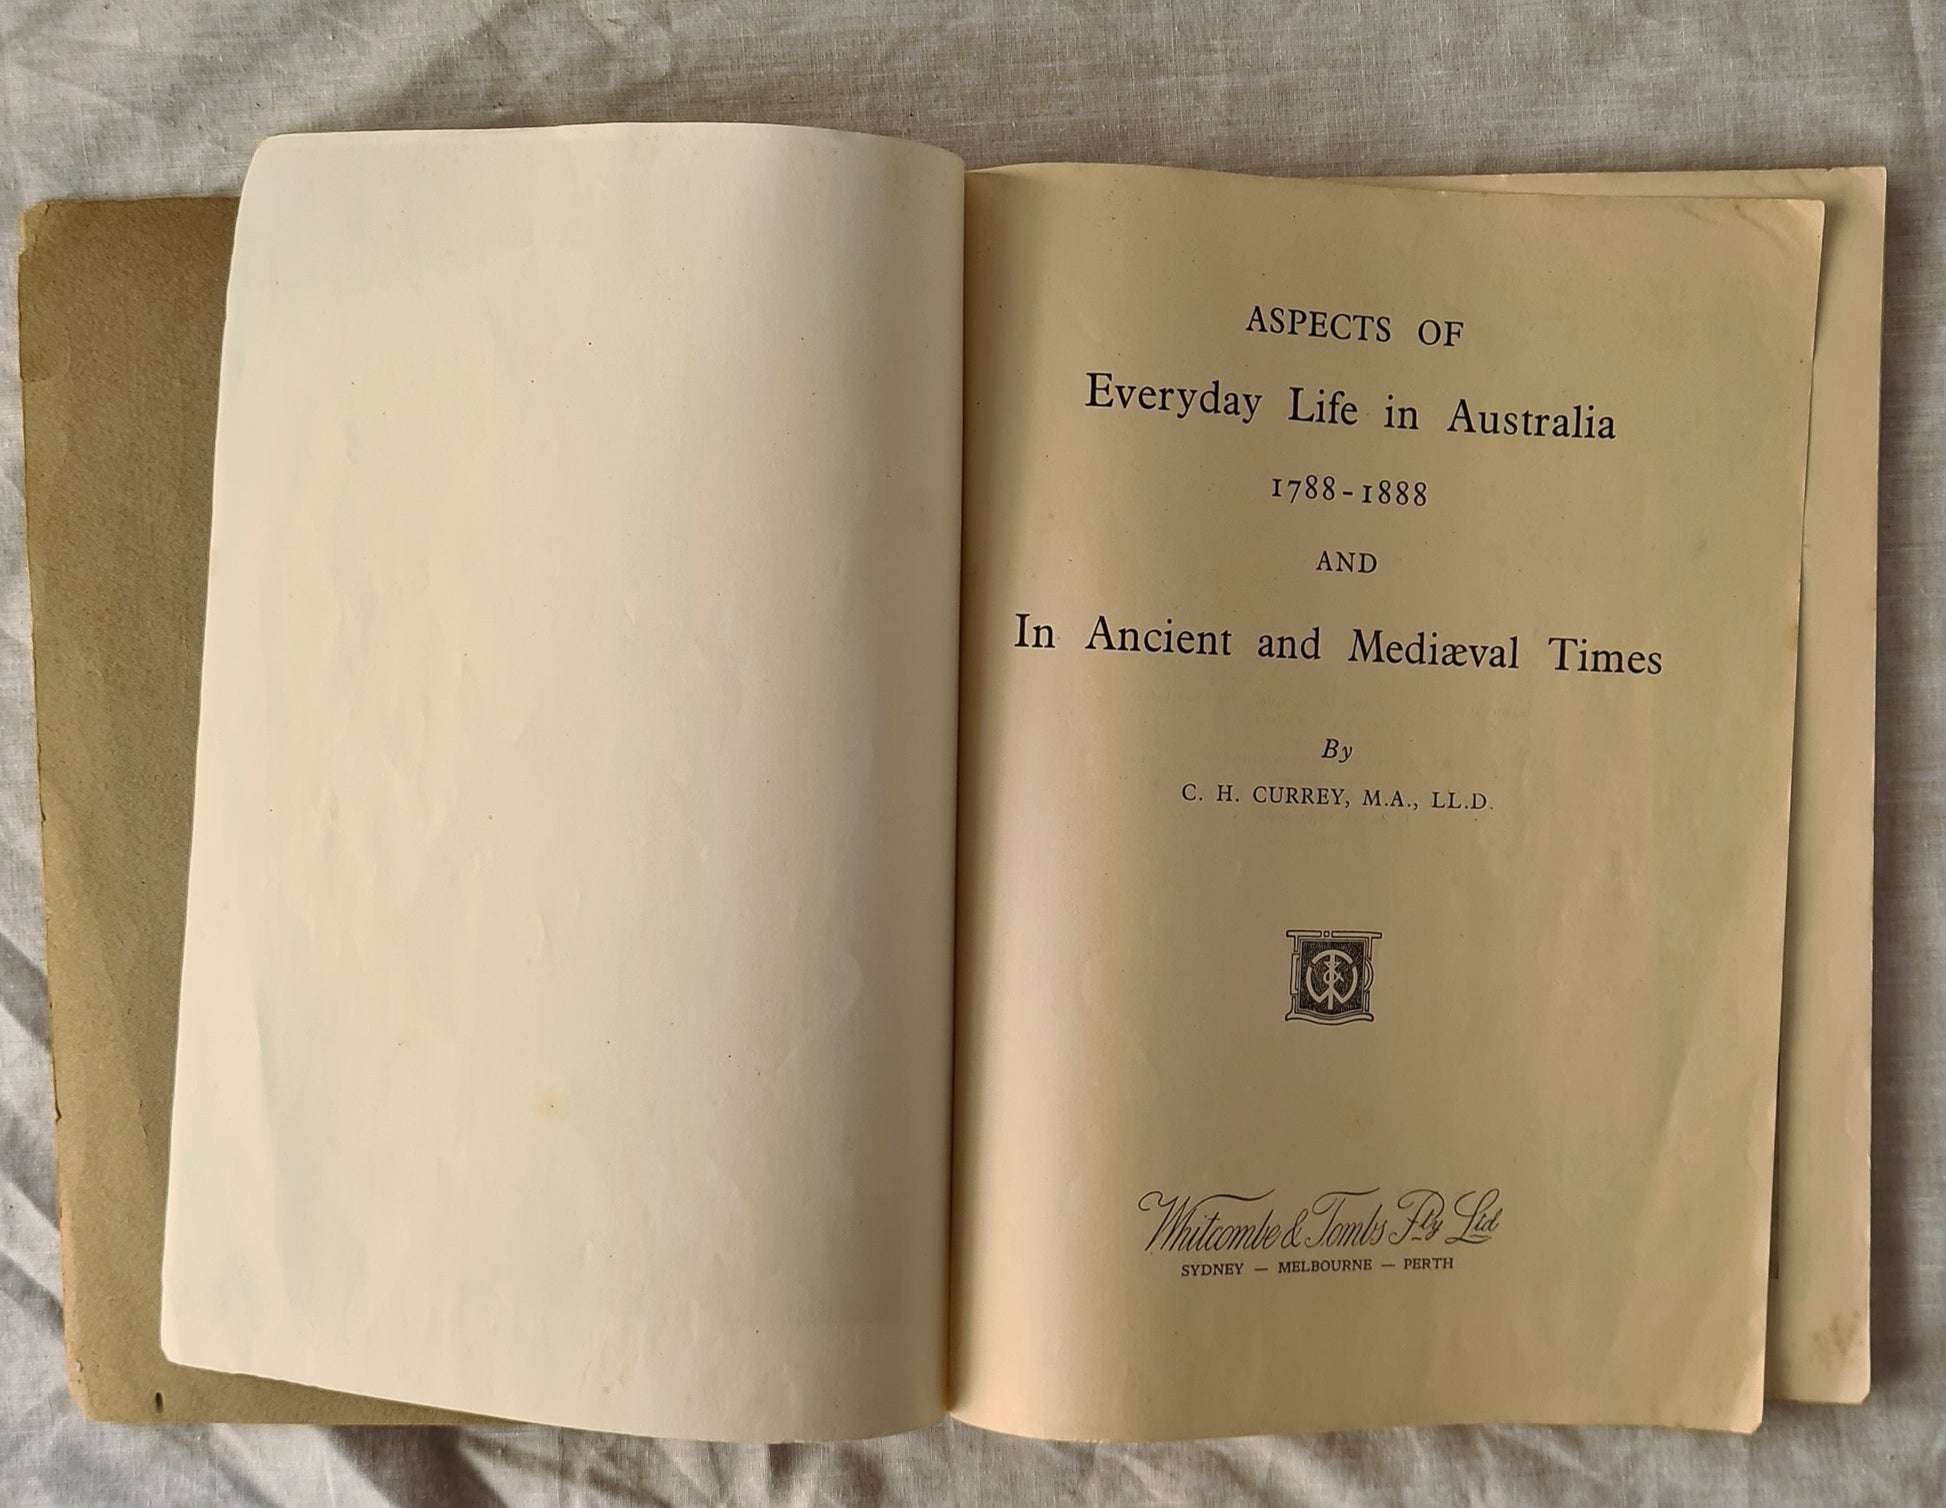 ASPECTS OF
Everyday Life in Australia
1788-1888
AND
In Ancient and Mediæval Times
By
C. H. CURREY, M.A., LL.D.
W & T
Whitcombe & Tombs Pty Ltd
SYDNEY — MELBOURNE — PERTH